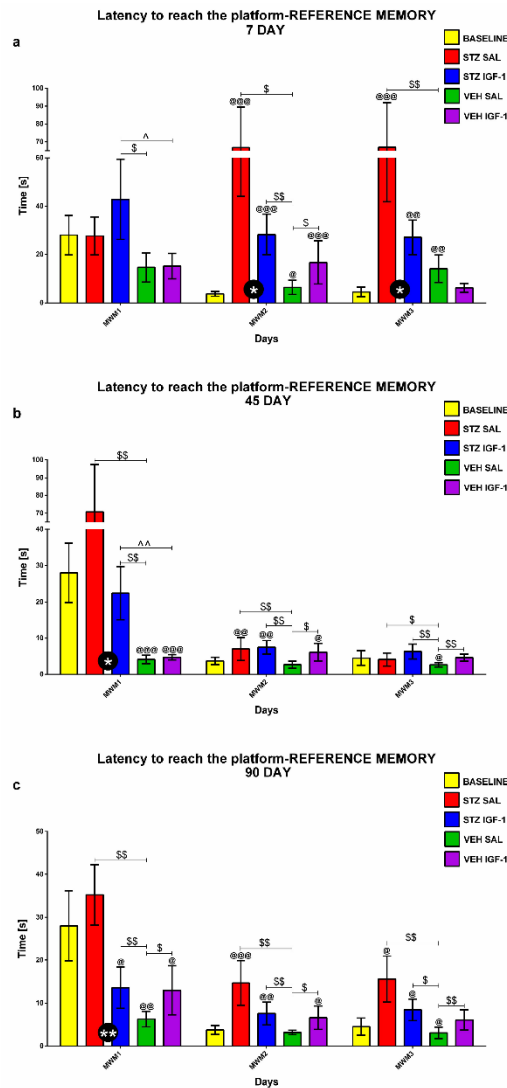 Latency to reach the platform-REFERENCE MEMORY
7 DAY
a
BASELINE
STZ SAL
STZ IGF-1
VEH SAL
VEH IGF-1
Time [s]
100
90
80
70
60
40
20
0
^
$
@@@
$
$$
@@@
*
@
$
@@@
@@@
$$
*
@@
@@
MWM1
MWM2
MWM3
Days
Latency to reach the platform-REFERENCE MEMORY
45 DAY
b
BASELINE
STZ SAL
STZ IGF-1
VEH SAL
VEH IGF-1
Time [s]
100
90
80
70
60
50
40
30
20
10
0
$$
^^
$$
*
@@@
@@@
$$
@@
@@
$$
$
@
$
$$
@
$$
MWM1
MWM2
MWM3
Days
Latency to reach the platform-REFERENCE MEMORY
90 DAY
c
BASELINE
STZ SAL
STZ IGF-1
VEH SAL
VEH IGF-1
Time [s]
50
40
30
20
10
0
$$
$$
$
@
**
@@
@
@@@
$$
@@
$$
$
@
$$
@
@
$
@
$$
MWM1
MWM2
MWM3
Days